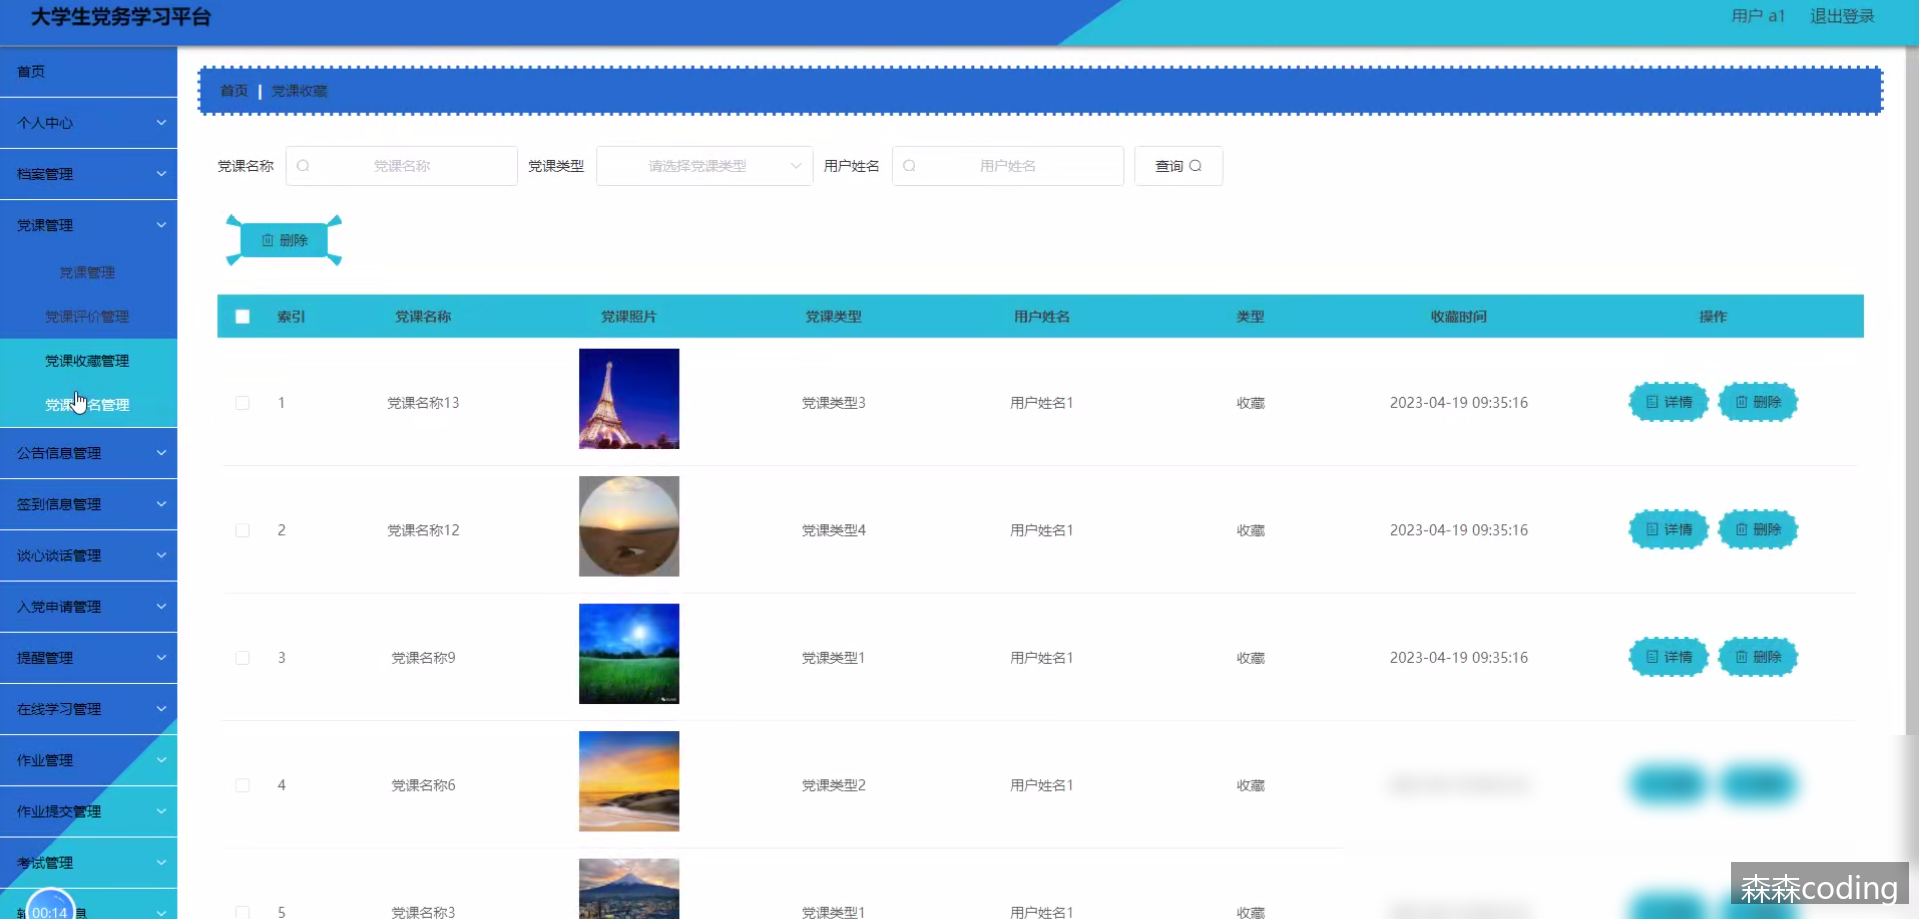 大学生党务学习平台
用户 a1 退出登录
首页
个人中心
档案管理
党课管理
党课管理
党课评价管理
党课收藏管理
党课 名管理
公告信息管理
签到信息管理
谈心谈话管理
入党申请管理
提醒管理
在线学习管理
作业管理
作业提交管理
考试管理
00:14
首页 党课收藏
党课名称 党课名称 党课类型 请选择党课类型 用户姓名 用户姓名 查询
删除
索引 党课名称 党课照片 党课类型 用户姓名 类型 收藏时间 操作
1 党课名称13 党课类型3 用户姓名1 收藏 2023-04-19 09:35:16 详情 删除
2 党课名称12 党课类型4 用户姓名1 收藏 2023-04-19 09:35:16 详情 删除
3 党课名称9 党课类型1 用户姓名1 收藏 2023-04-19 09:35:16 详情 删除
4 党课名称6 党课类型2 用户姓名1 收藏
5 党课名称3 党课类型1 用户姓名1 收藏
森森coding